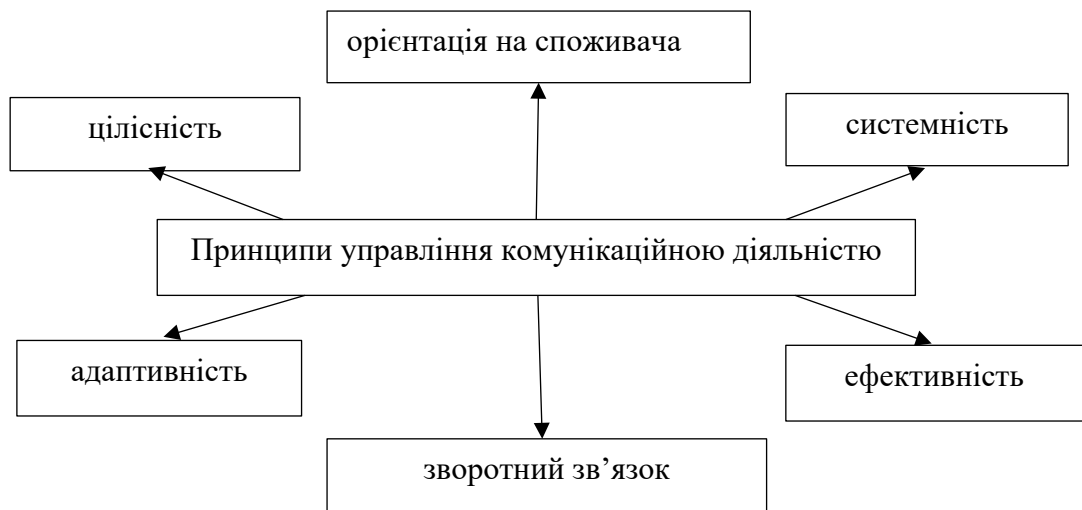 орієнтація на споживача
цілісність
системність
Принципи управління комунікаційною діяльністю
адаптивність
ефективність
зворотний зв’язок